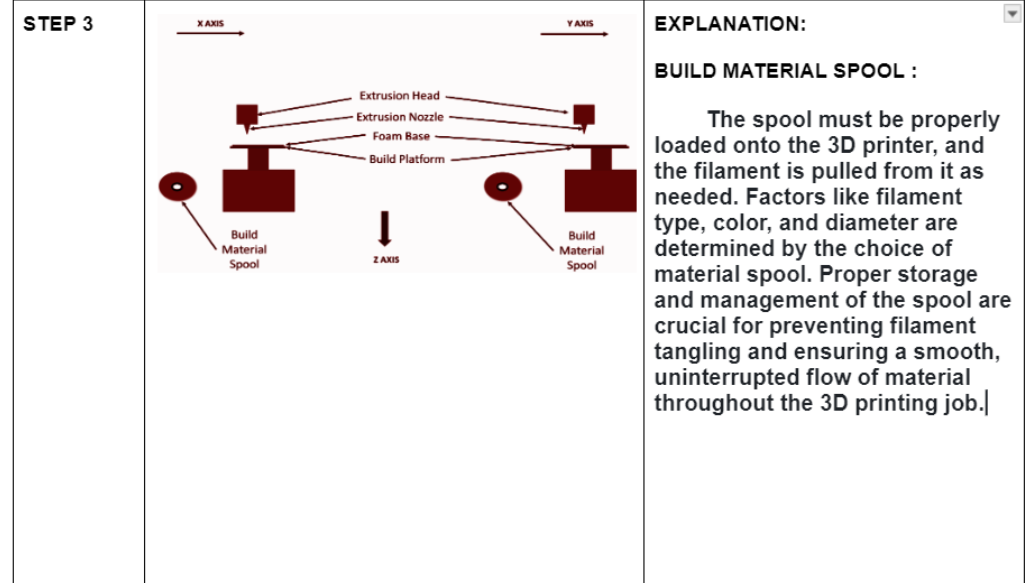 STEP 3
X AXIS
Y AXIS
Extrusion Head
Extrusion Nozzle
Foam Base
Build Platform
Build
Material
Spool
Z AXIS
Build
Material
Spool
EXPLANATION:
BUILD MATERIAL SPOOL :
The spool must be properly
loaded onto the 3D printer, and
the filament is pulled from it as
needed. Factors like filament
type, color, and diameter are
determined by the choice of
material spool. Proper storage
and management of the spool are
crucial for preventing filament
tangling and ensuring a smooth,
uninterrupted flow of material
throughout the 3D printing job.